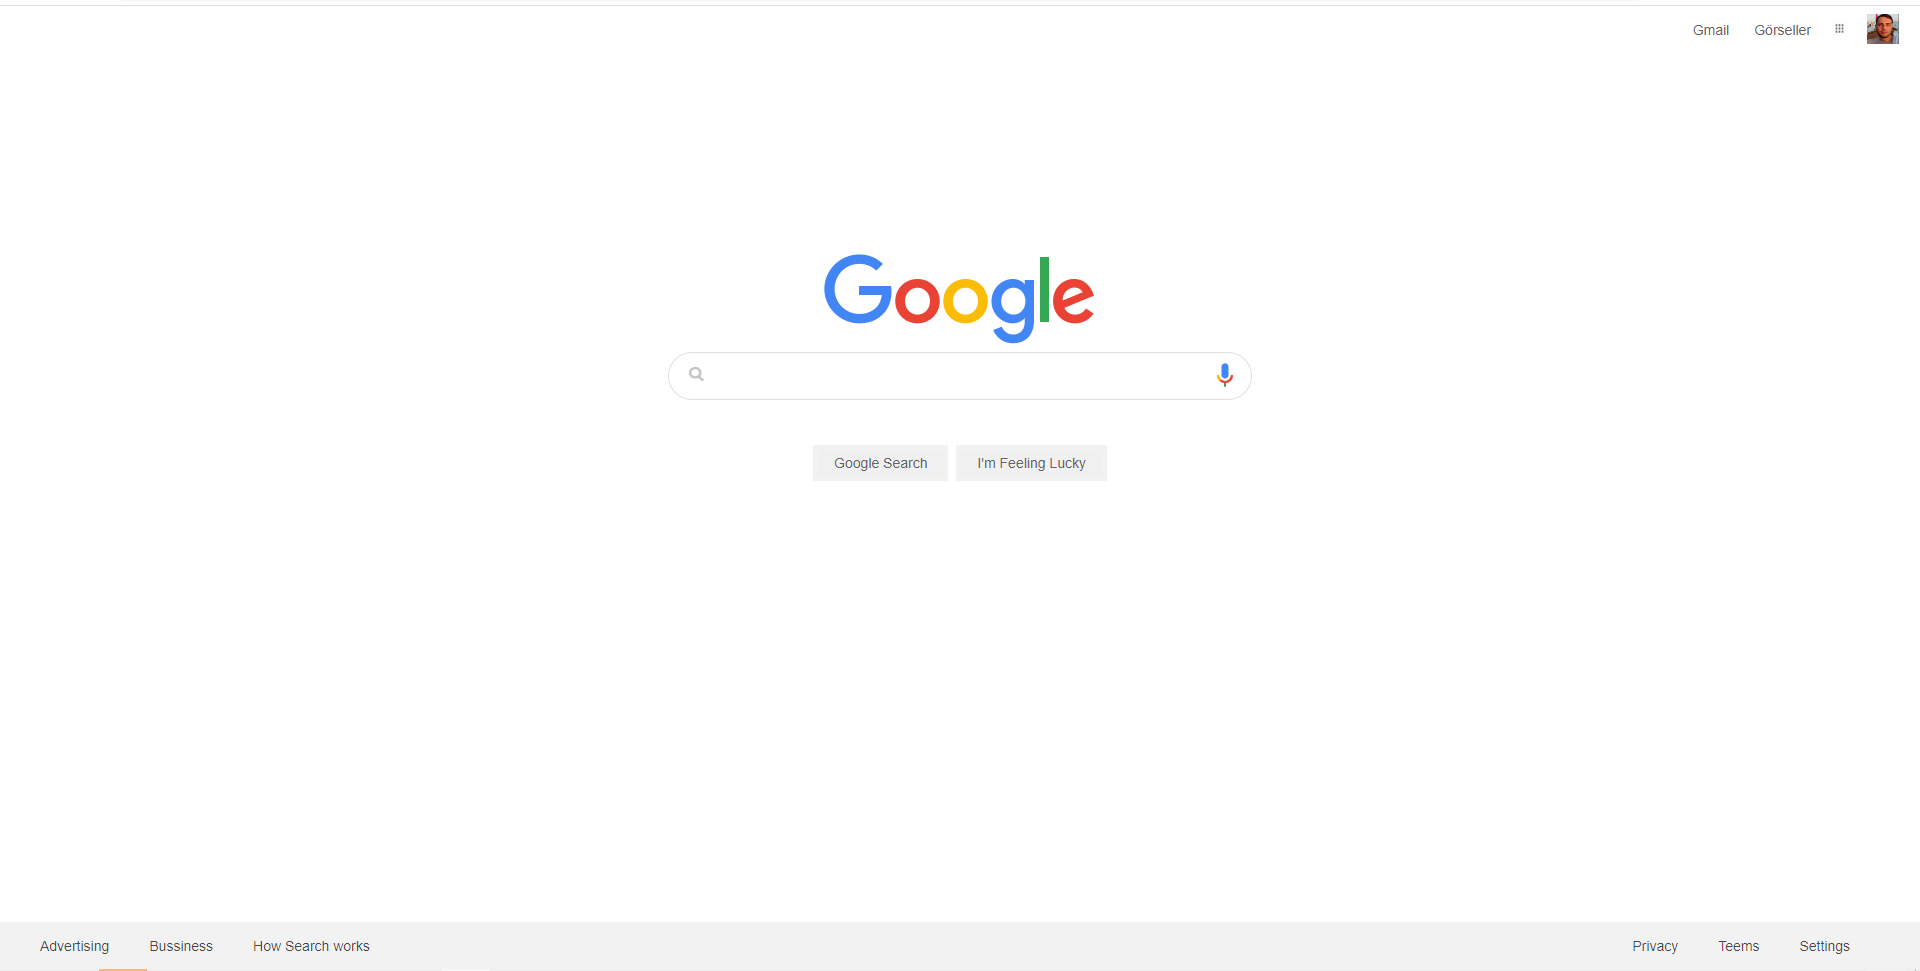 Gmail Görseller
Google
Google Search I'm Feeling Lucky
Advertising Bussiness How Search works Privacy Teems Settings